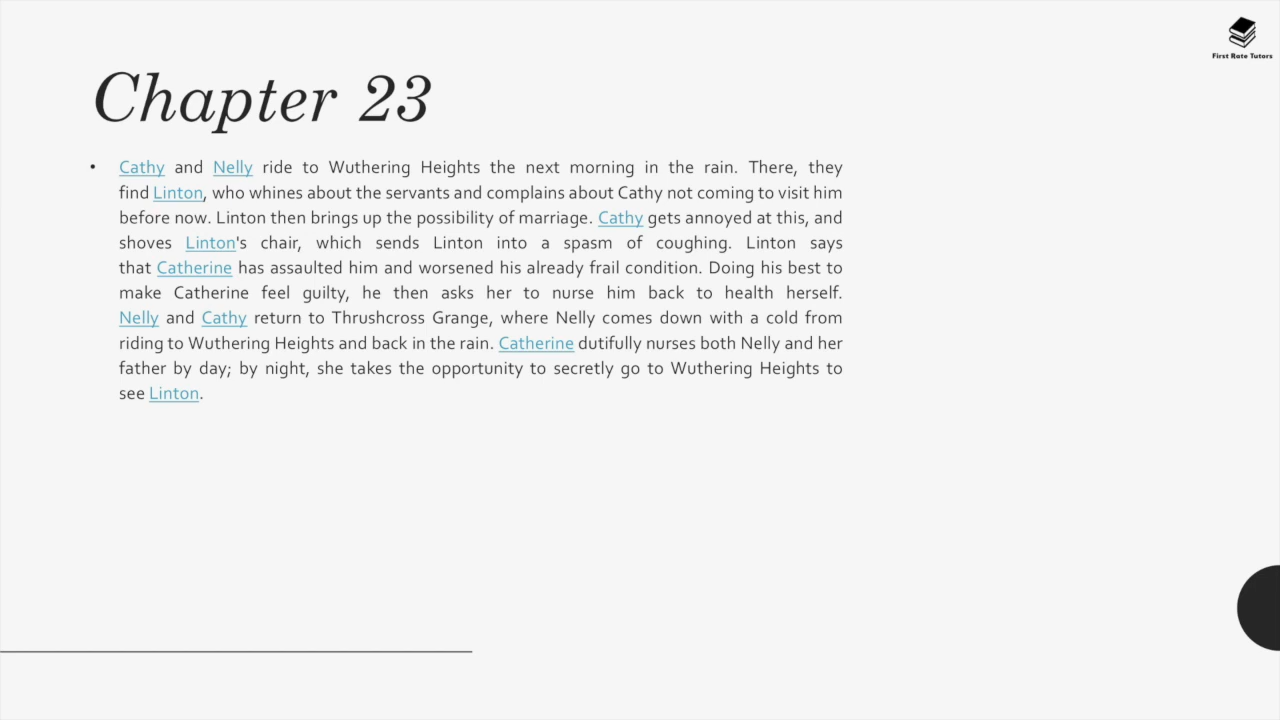 First Rate Tutors
Chapter 23
• Cathy and Nelly ride to Wuthering Heights the next morning in the rain. There, they
find Linton, who whines about the servants and complains about Cathy not coming to visit him
before now. Linton then brings up the possibility of marriage. Cathy gets annoyed at this, and
shoves Linton's chair, which sends Linton into a spasm of coughing. Linton says
that Catherine has assaulted him and worsened his already frail condition. Doing his best to
make Catherine feel guilty, he then asks her to nurse him back to health herself.
Nelly and Cathy return to Thrushcross Grange, where Nelly comes down with a cold from
riding to Wuthering Heights and back in the rain. Catherine dutifully nurses both Nelly and her
father by day; by night, she takes the opportunity to secretly go to Wuthering Heights to
see Linton.